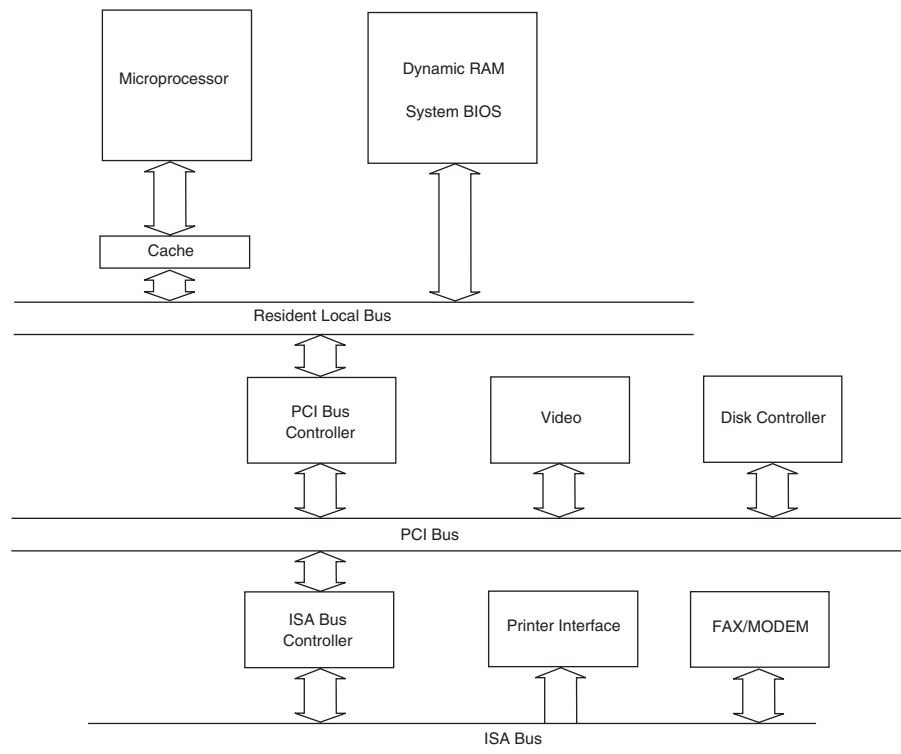 Microprocessor
Dynamic RAM
System BIOS
Cache
Resident Local Bus
PCI Bus
Controller
Video
Disk Controller
PCI Bus
ISA Bus
Controller
Printer Interface
FAX/MODEM
ISA Bus